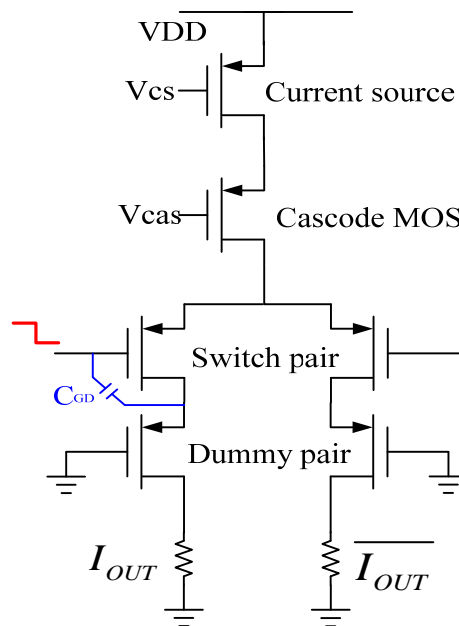 VDD
Vcs
Current source
Vcas
Cascode MOS
Switch pair
CGD
Dummy pair
IOUT
IOUT